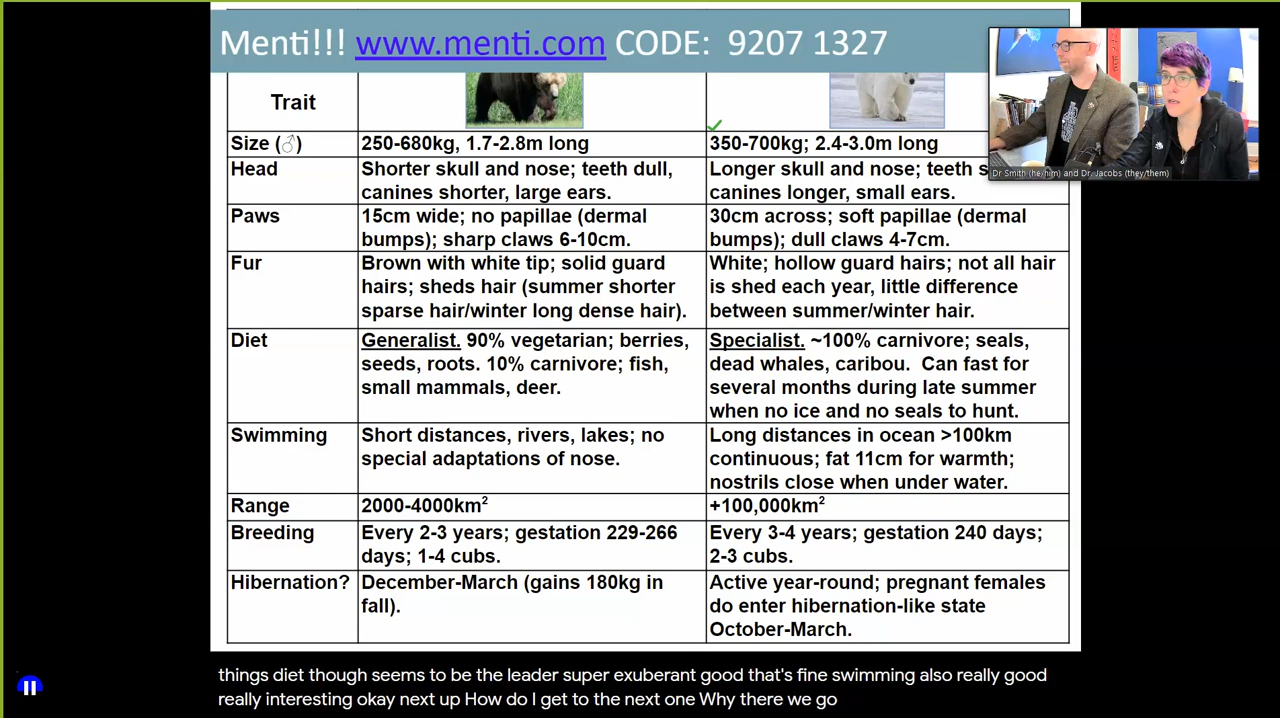 Menti!!! www.menti.com CODE: 9207 1327
Trait
Size (♂) 250-680kg, 1.7-2.8m long 350-700kg; 2.4-3.0m long
Head Shorter skull and nose; teeth dull, Longer skull and nose; teeth
canines shorter, large ears. canines longer, small ears.
Paws 15cm wide; no papillae (dermal 30cm across; soft papillae (dermal
bumps); sharp claws 6-10cm. bumps); dull claws 4-7cm.
Fur Brown with white tip; solid guard White; hollow guard hairs; not all hair
hairs; sheds hair (summer shorter is shed each year, little difference
sparse hair/winter long dense hair). between summer/winter hair.
Diet Generalist. 90% vegetarian; berries, Specialist. ~100% carnivore; seals,
seeds, roots. 10% carnivore; fish, dead whales, caribou. Can fast for
small mammals, deer. several months during late summer
when no ice and no seals to hunt.
Swimming Short distances, rivers, lakes; no Long distances in ocean >100km
special adaptations of nose. continuous; fat 11cm for warmth;
nostrils close when under water.
Range 2000-4000km² +100,000km²
Breeding Every 2-3 years; gestation 229-266 Every 3-4 years; gestation 240 days;
days; 1-4 cubs. 2-3 cubs.
Hibernation? December-March (gains 180kg in Active year-round; pregnant females
fall). do enter hibernation-like state
October-March.
Dr Smith (he/him) and Dr. Jacobs (they/them)
things diet though seems to be the leader super exuberant good that's fine swimming also really good
really interesting okay next up How do I get to the next one Why there we go